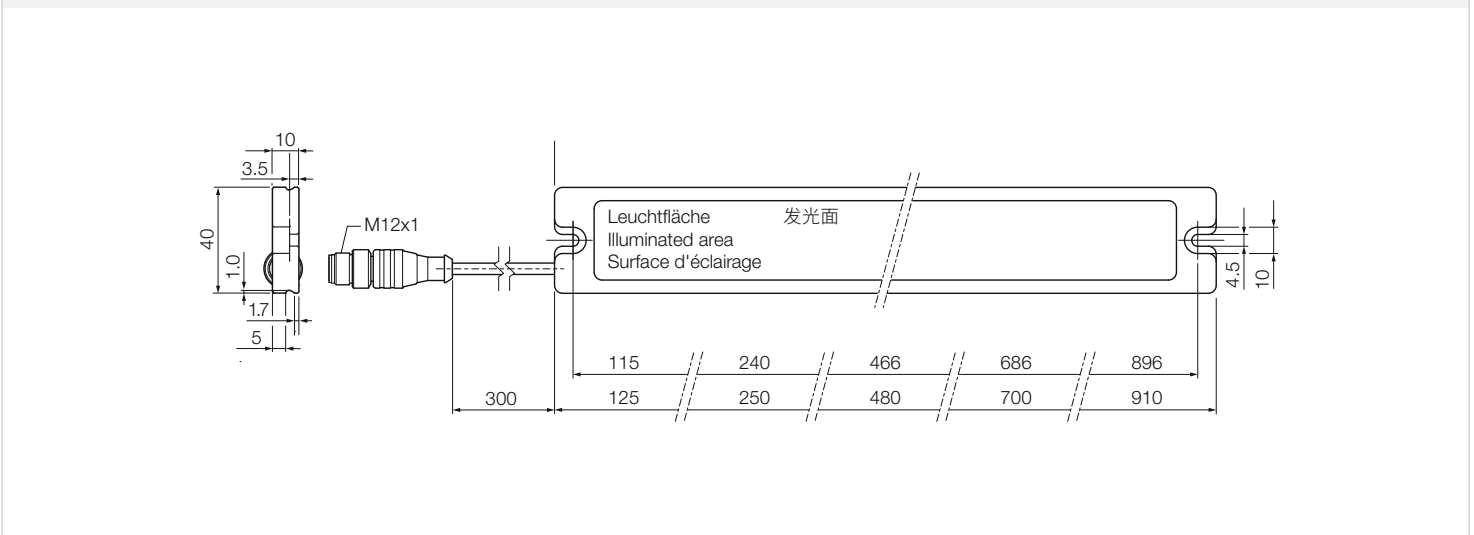 10
3.5
40
1.0
1.7
5
M12x1
Leuchtfläche 发光面
Illuminated area
Surface d'éclairage
4.5
10
115 240 466 686 896
300 125 250 480 700 910